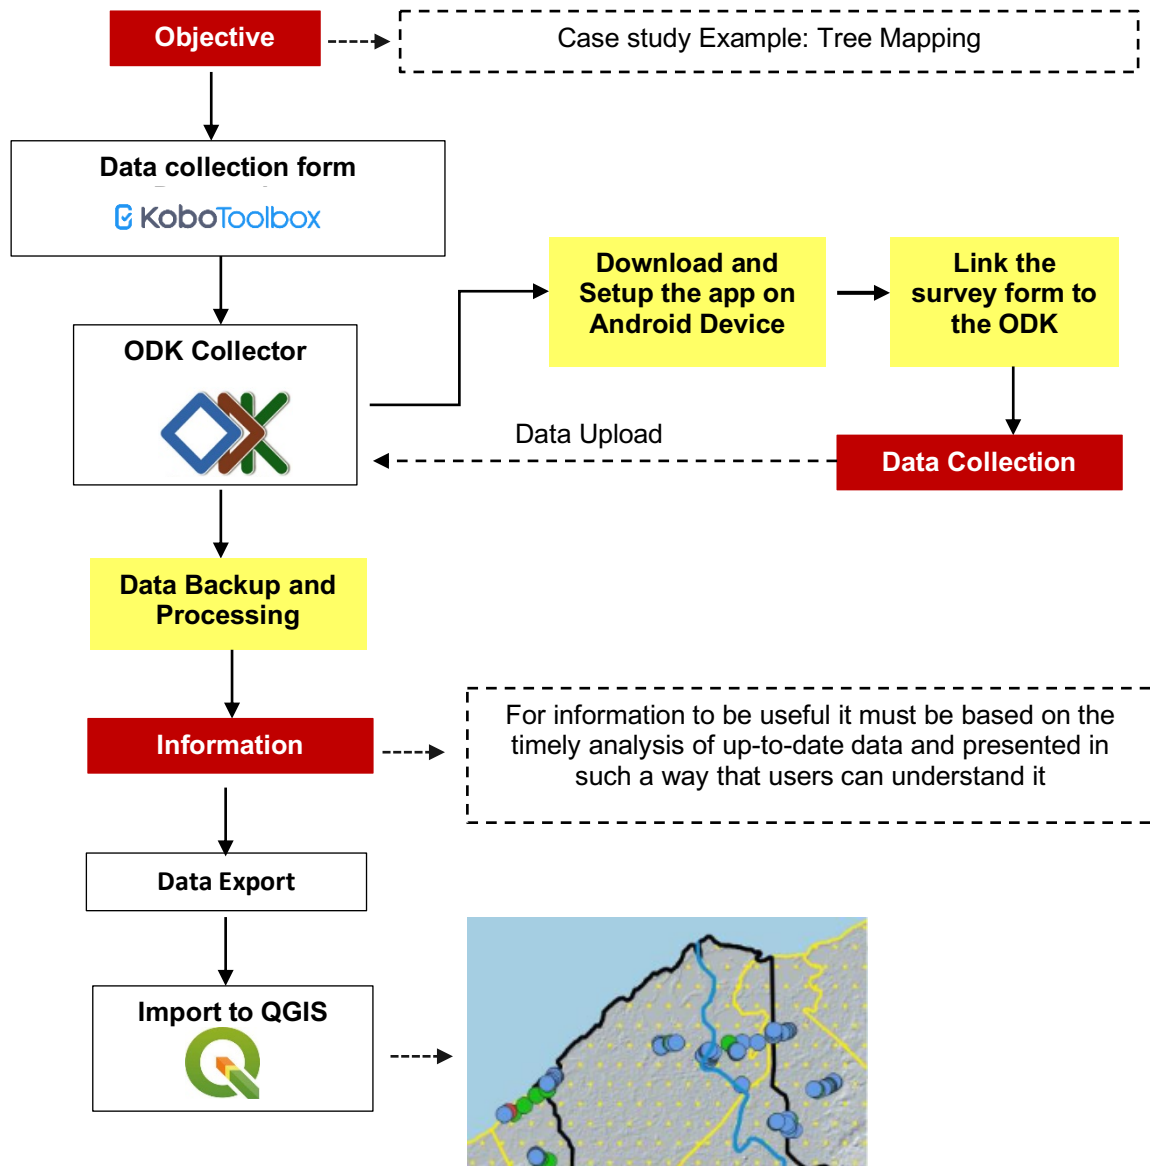 Objective
Case study Example: Tree Mapping
Data collection form
KoboToolbox
Download and
Setup the app on
Android Device
Link the
survey form to
the ODK
ODK Collector
Data Upload
Data Collection
Data Backup and
Processing
Information
For information to be useful it must be based on the
timely analysis of up-to-date data and presented in
such a way that users can understand it
Data Export
Import to QGIS